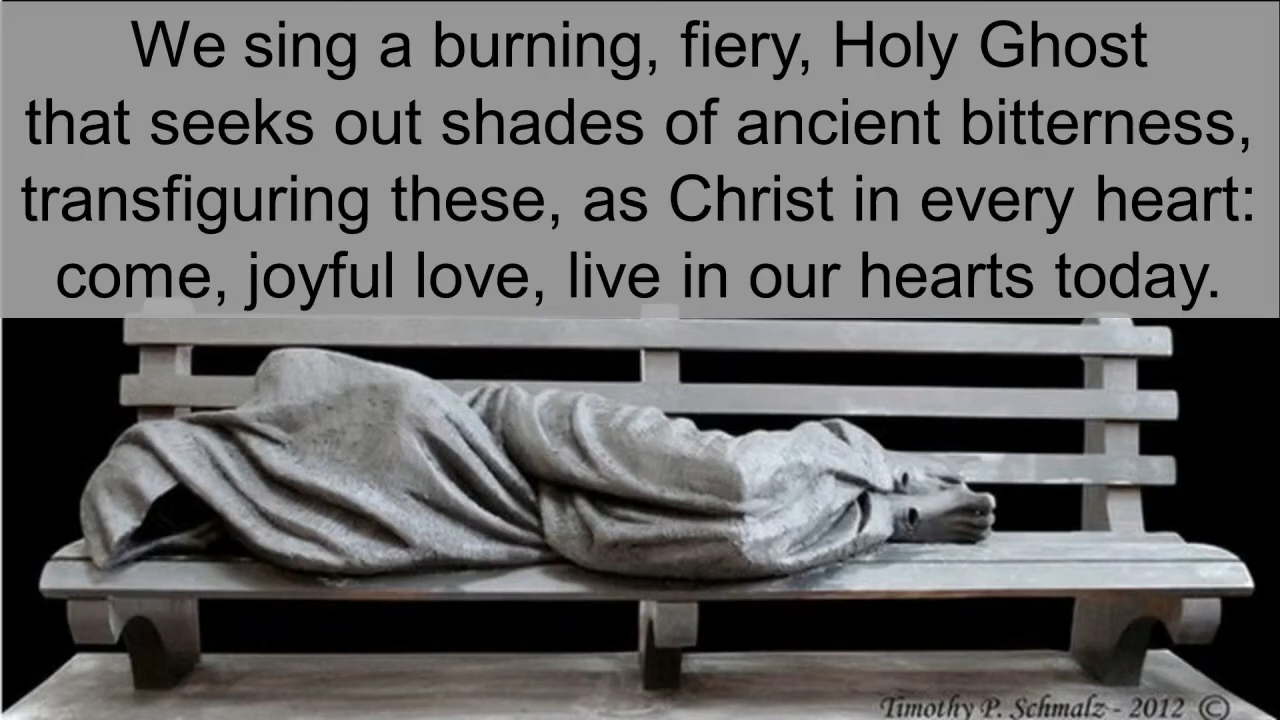 We sing a burning, fiery, Holy Ghost
that seeks out shades of ancient bitterness,
transfiguring these, as Christ in every heart:
come, joyful love, live in our hearts today.
Timothy P. Schmalz - 2012 ©